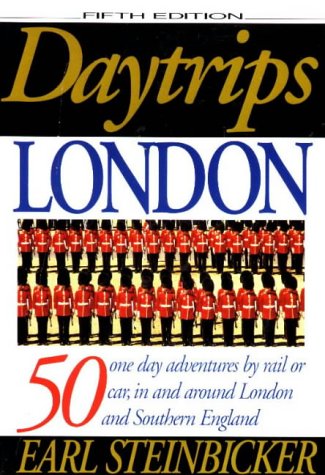 FIFTH EDITION
Daytrips
LONDON
50 one day adventures by rail or
car, in and around London
and Southern England
EARL STEINBICKER